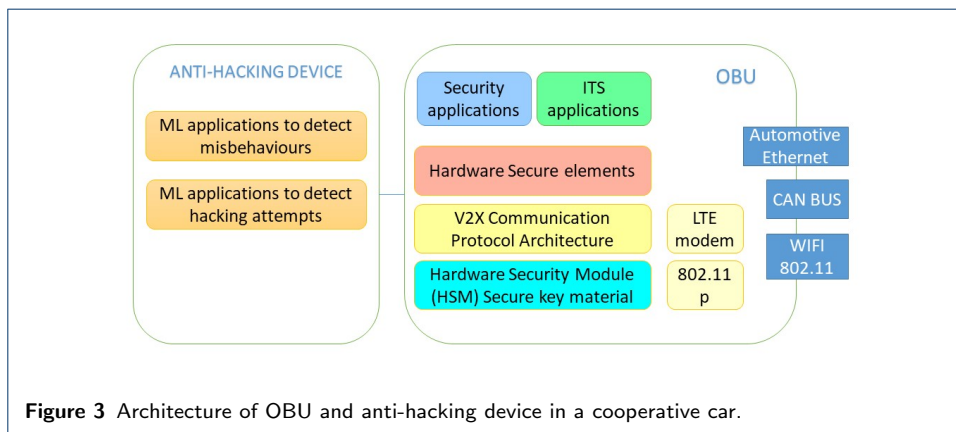 ANTI-HACKING DEVICE
ML applications to detect
misbehaviours
ML applications to detect
hacking attempts
OBU
Security
applications
ITS
applications
Hardware Secure elements
V2X Communication
Protocol Architecture
LTE
modem
Hardware Security Module
(HSM) Secure key material
802.11
p
Automotive
Ethernet
CAN BUS
WIFI
802.11
Figure 3 Architecture of OBU and anti-hacking device in a cooperative car.